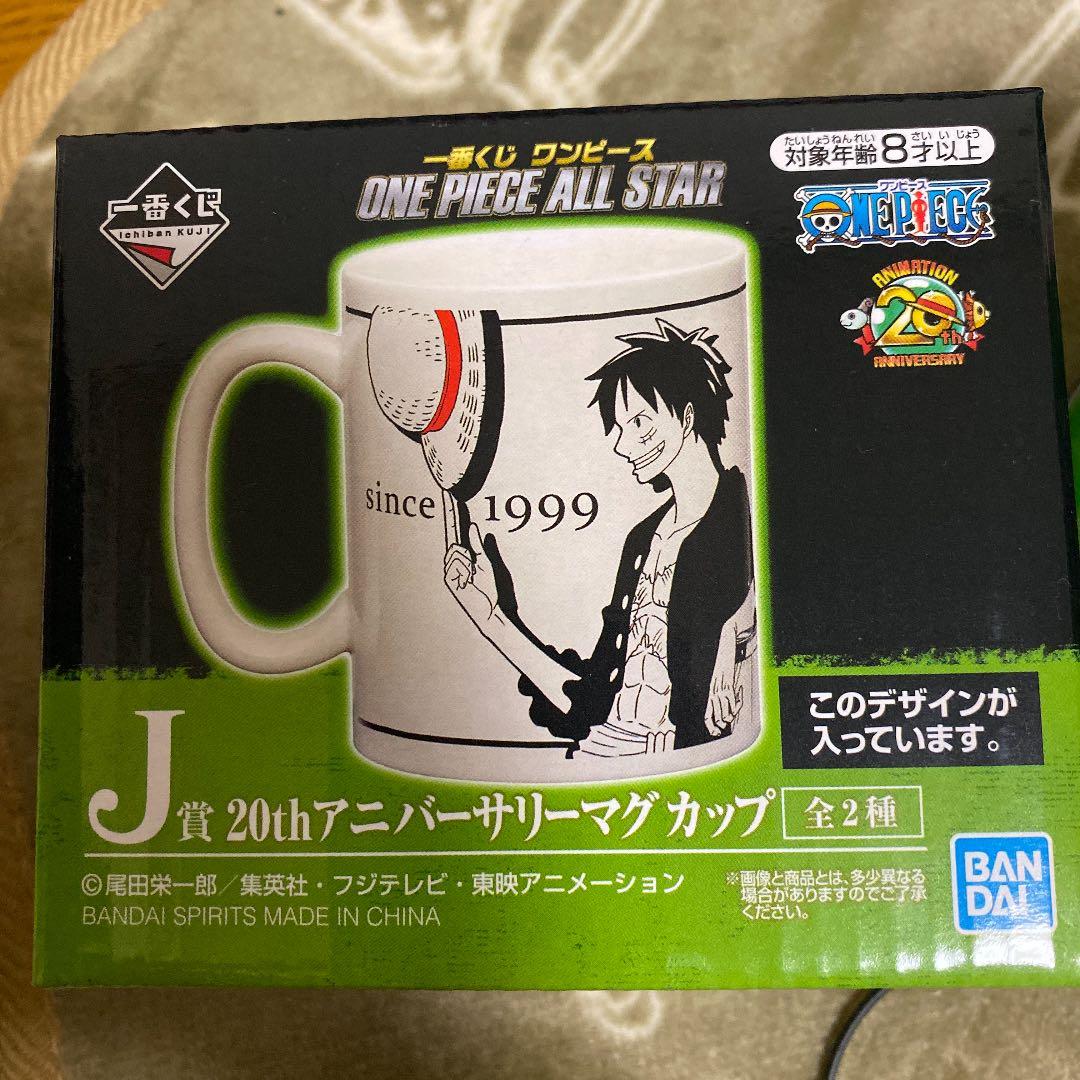 一番くじ
Ichiban KUJI
一番くじ ワンピース
ONE PIECE ALL STAR
たいしょうねんれい さいいじょう
対象年齢8才以上
ワンピース
ONE PIECE
ANIMATION
20th
ANNIVERSARY
since 1999
このデザインが
入っています。
J賞 20thアニバーサリーマグカップ 全2種
©尾田栄一郎/集英社・フジテレビ・東映アニメーション
BANDAI SPIRITS MADE IN CHINA
※画像と商品とは、多少異なる
場合がありますのでご了承
ください。
BAN
DAI